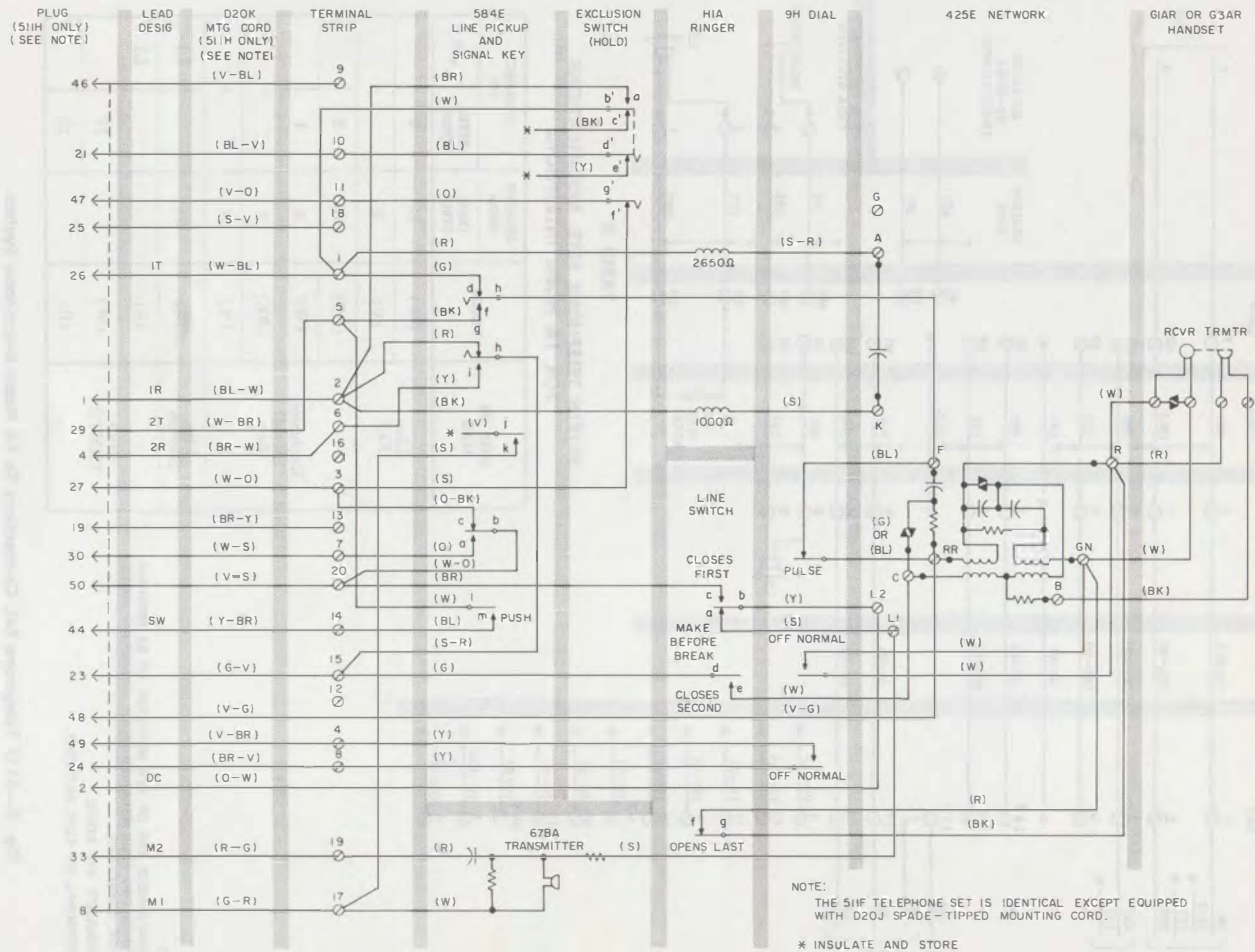 PLUG
(511H ONLY)
(SEE NOTE)
LEAD
DESIG
D20K
MTG CORD
(511H ONLY)
(SEE NOTE)
TERMINAL
STRIP
584E
LINE PICKUP
AND
SIGNAL KEY
EXCLUSION
SWITCH
(HOLD)
H1A
RINGER
9H DIAL
425E NETWORK
G1AR OR G3AR
HANDSET
46 (V-BL) 9 (BR) a
(W) b'
(BK) c'
*
21 (BL-V) 10 (BL) d'
* (Y) e'
47 (V-O) 11 (O) g'
25 (S-V) 18 f'
G
A
(R) 2650Ω (S-R)
26 1T (W-BL) 1 (G)
d h
5 (BK) f
(R) g
h
RCVR TRMTR
(Y) i
1 1R (BL-W) 2 (BK) 1000Ω (S) K
(W)
29 2T (W-BR) 6
* (V) j
4 2R (BR-W) 16 (S) k
(BL) F
R (R)
27 (W-O) 3 (S)
(O-BK)
LINE
SWITCH
19 (BR-Y) 13
c b
(G)
OR
(BL)
30 (W-S) 7 (O) a
(W-O)
CLOSES
FIRST
PULSE
RR
GN (W)
50 (V-S) 20 (BR)
C
B (BK)
(W) l
c b (Y) L2
44 SW (Y-BR) 14 (BL) m PUSH
a (S) L1
MAKE
BEFORE
BREAK
OFF NORMAL
(S-R)
(W)
23 (G-V) 15 (G) d (W)
12
e (W)
CLOSES
SECOND
48 (V-G) (V-G)
49 (V-BR) 4 (Y)
24 (BR-V) 8 (Y) OFF NORMAL
2 DC (O-W)
(R)
f g (BK)
OPENS LAST
678A
TRANSMITTER
33 M2 (R-G) 19 (R) (S)
8 M1 (G-R) 17 (W)
NOTE:
THE 511F TELEPHONE SET IS IDENTICAL EXCEPT EQUIPPED
WITH D20J SPADE-TIPPED MOUNTING CORD.
* INSULATE AND STORE